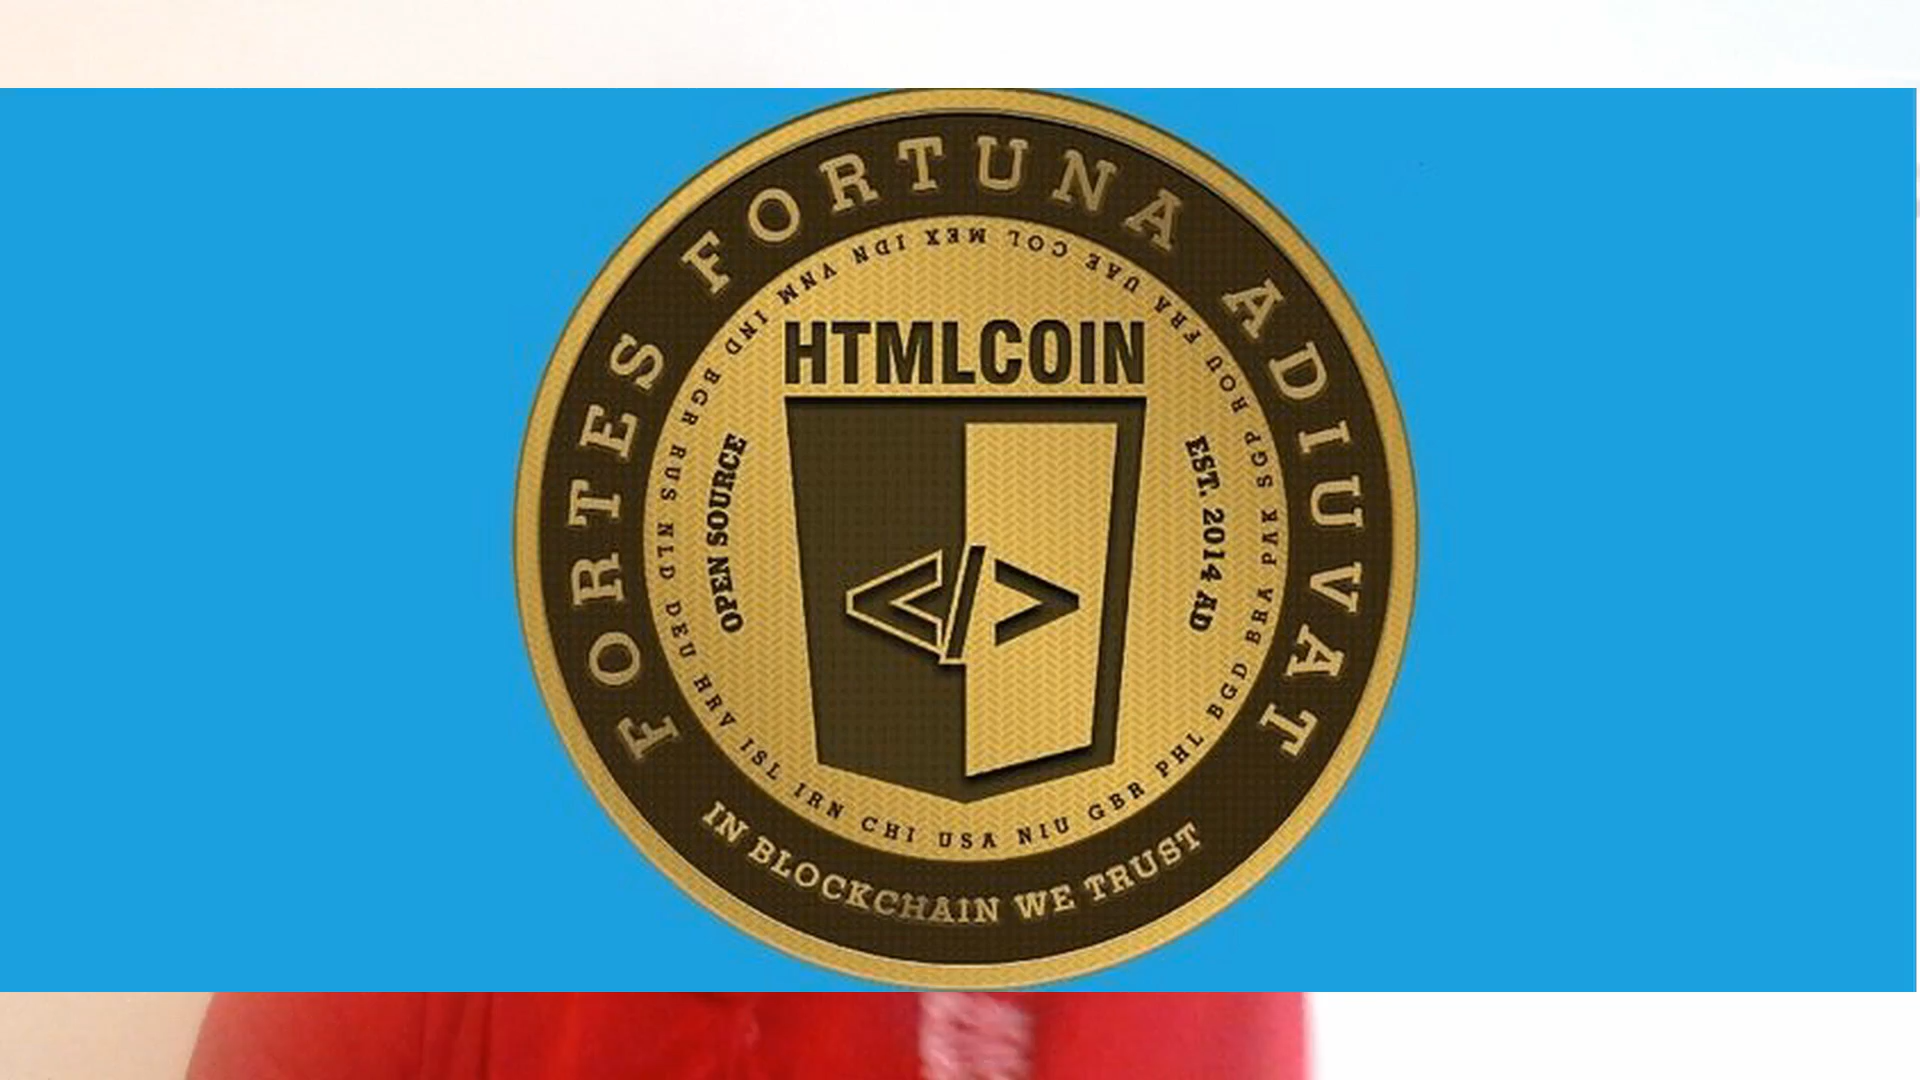 FORTES FORTUNA ADIUVAT
IN BLOCKCHAIN WE TRUST
HTMLCOIN
OPEN SOURCE
EST. 2014 AD
</>
DEU NLD RUS BGR IND VNM IDN MEX COL UAE FRA ROU SGP PAK BRA BGD PHL GBR NIU USA CHI IRN ISL HRV